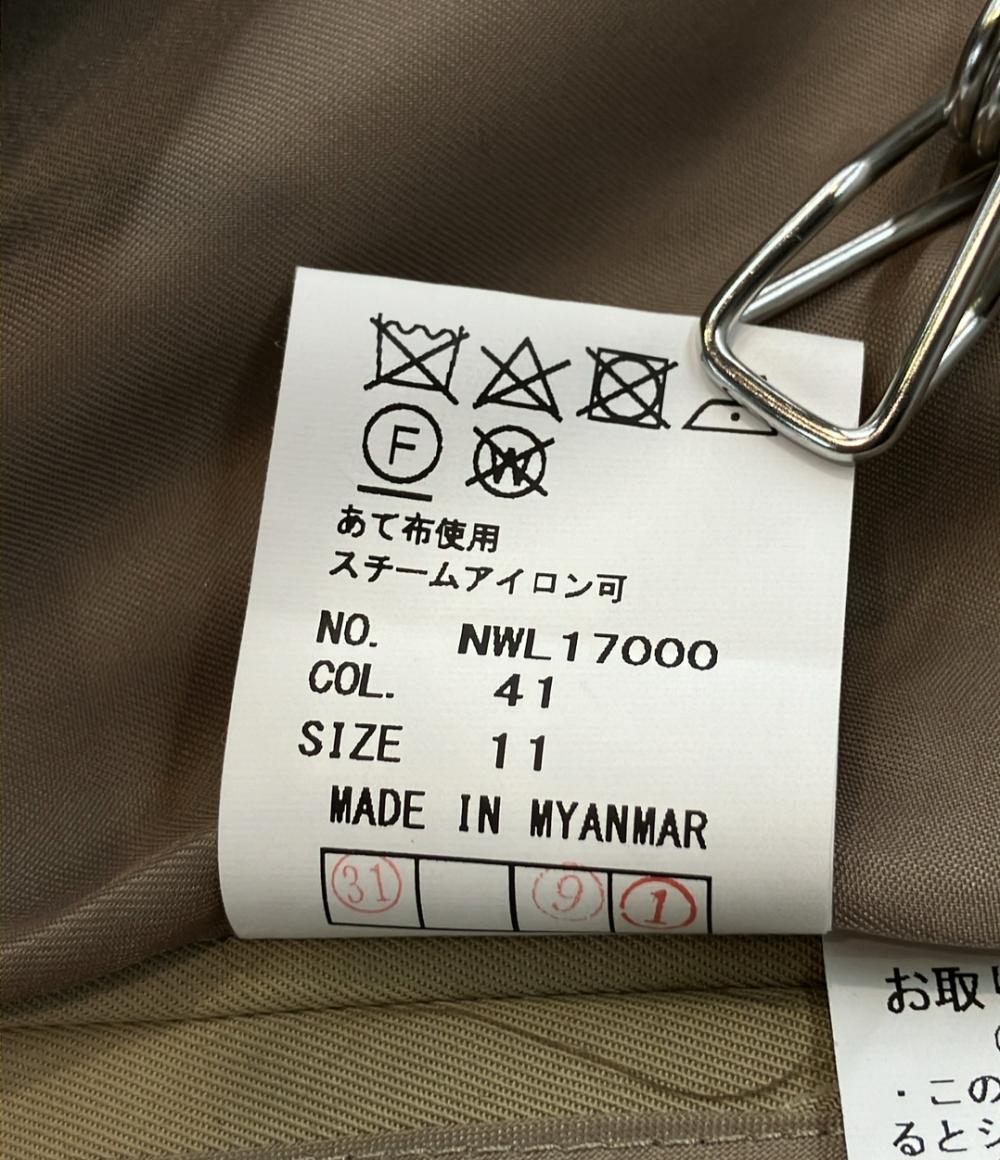 F W
あて布使用
スチームアイロン可
NO. NWL17000
COL. 41
SIZE 11
MADE IN MYANMAR
31 9 1
お取
・この
るとシ